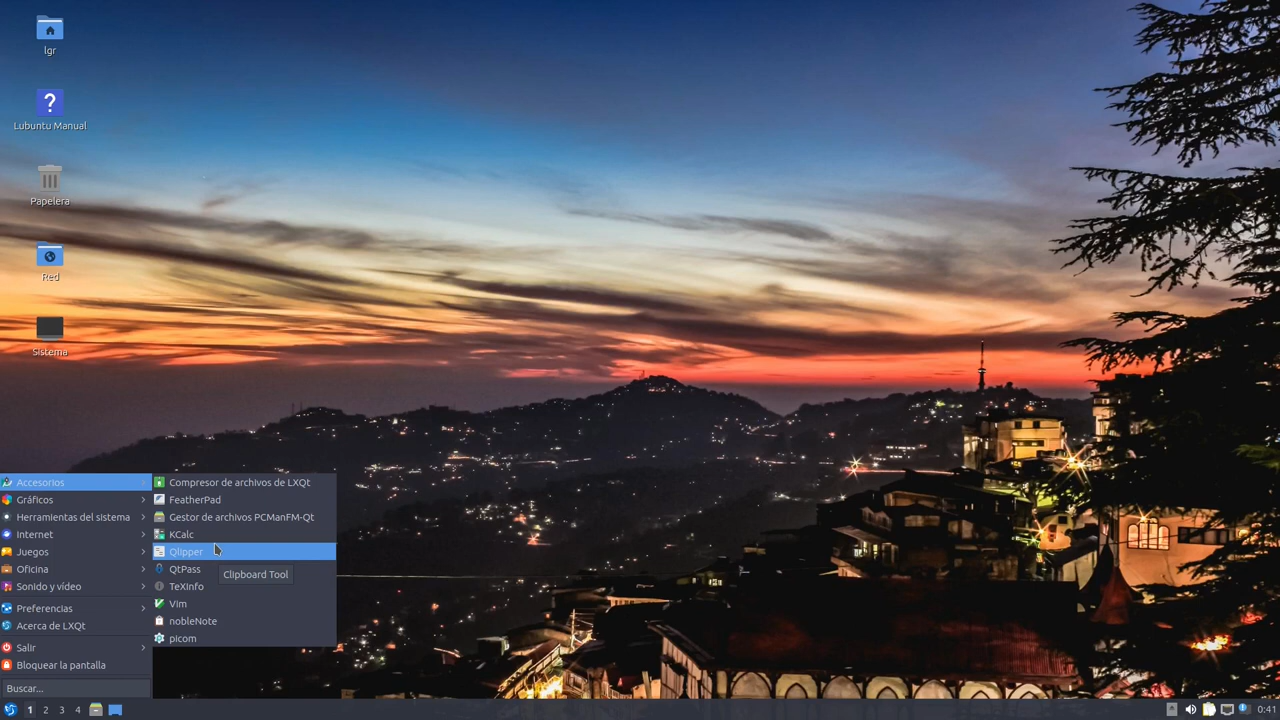 lgr
Lubuntu Manual
Papelera
Red
Sistema
Accesorios
Gráficos
Herramientas del sistema
Internet
Juegos
Oficina
Sonido y vídeo
Preferencias
Acerca de LXQt
Salir
Bloquear la pantalla
Buscar...
Compresor de archivos de LXQt
FeatherPad
Gestor de archivos PCManFM-Qt
KCalc
Qlipper
QtPass
TeXInfo
Vim
nobleNote
picom
Clipboard Tool
1 2 3 4
0:41